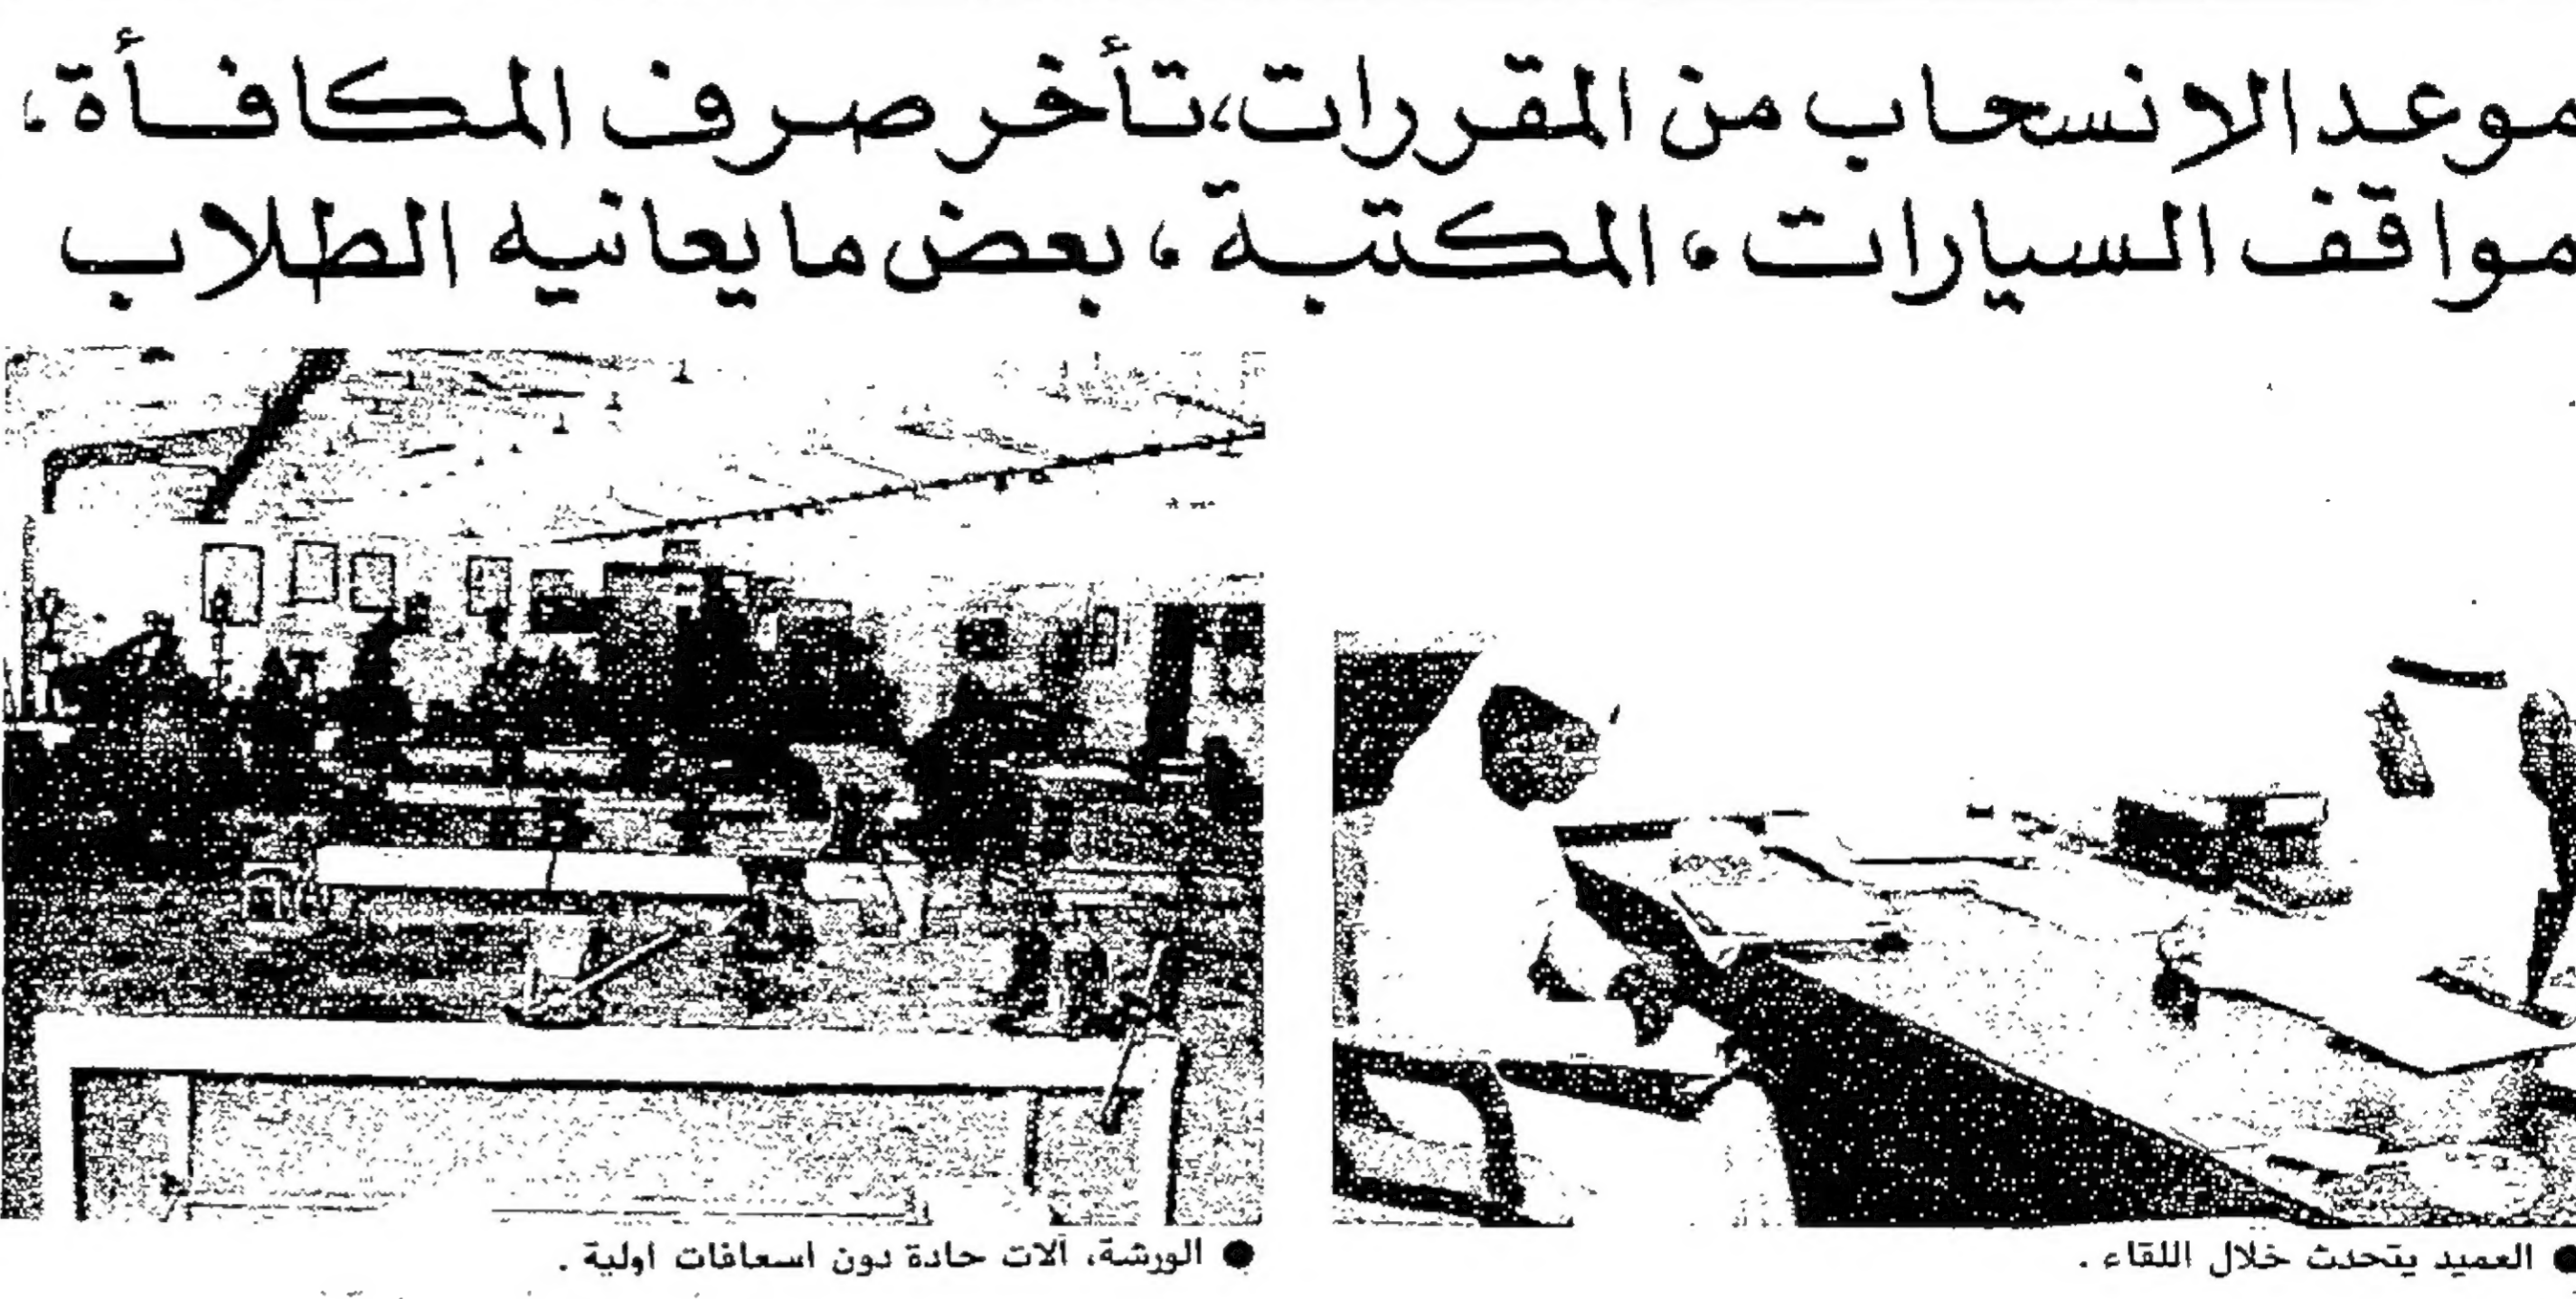 موعد الانسحاب من المقررات، تأخر صرف المكافأة،
مواقف السيارات، المكتبة، بعض ما يعانيه الطلاب
● العميد يتحدث خلال اللقاء .
● الورشة، آلات حادة دون اسعافات اولية .